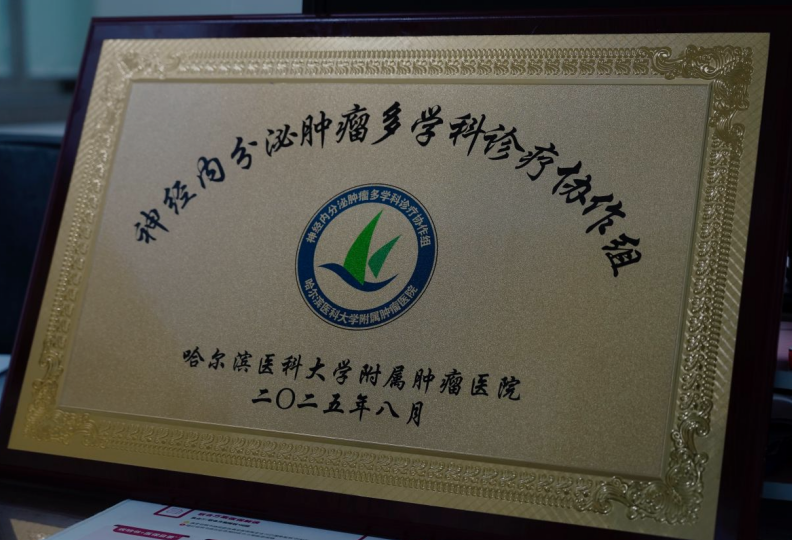 神经内分泌肿瘤多学科诊疗协作组
神经内分泌肿瘤多学科诊疗协作组
哈尔滨医科大学附属肿瘤医院
哈尔滨医科大学附属肿瘤医院
二〇二五年八月